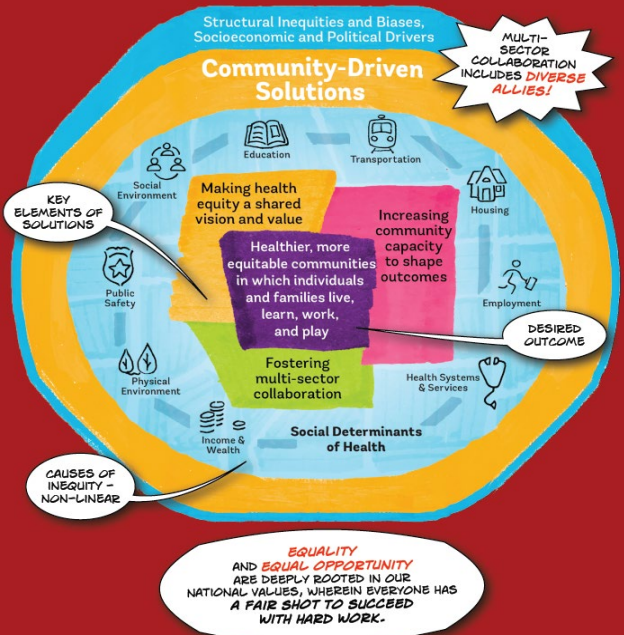 Structural Inequities and Biases,
Socioeconomic and Political Drivers
MULTI-
SECTOR
COLLABORATION
INCLUDES DIVERSE
ALLIES!
Community-Driven
Solutions
Education
Transportation
Social
Environment
Housing
Making health
equity a shared
vision and value
Increasing
community
capacity
to shape
outcomes
KEY
ELEMENTS OF
SOLUTIONS
Healthier, more
equitable communities
in which individuals
and families live,
learn, work,
and play
Public
Safety
Employment
DESIRED
OUTCOME
Fostering
multi-sector
collaboration
Physical
Environment
Health Systems
& Services
Income &
Wealth
Social Determinants
of Health
CAUSES OF
INEQUITY –
NON-LINEAR
EQUALITY
AND EQUAL OPPORTUNITY
ARE DEEPLY ROOTED IN OUR
NATIONAL VALUES, WHEREIN EVERYONE HAS
A FAIR SHOT TO SUCCEED
WITH HARD WORK.